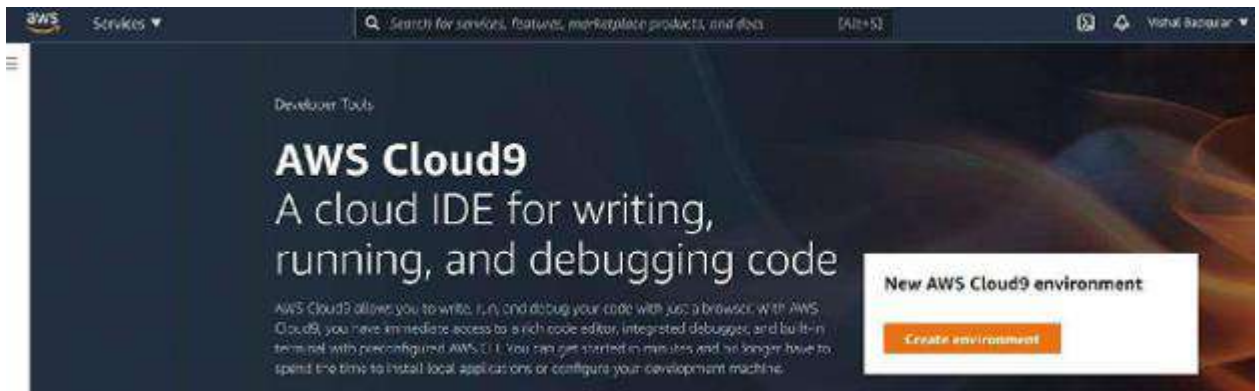 aws Services ▼ Search for services, features, marketplace products, and docs [Alt+S] Vishal ▼
Developer Tools
AWS Cloud9
A cloud IDE for writing,
running, and debugging code
New AWS Cloud9 environment
Create environment
AWS Cloud9 allows you to write, run, and debug your code with just a browser. With AWS
Cloud9, you have immediate access to a rich code editor, integrated debugger, and built-in
terminal with preconfigured AWS CLI. You can get started in minutes and no longer have to
spend the time to install local applications or configure your development machine.